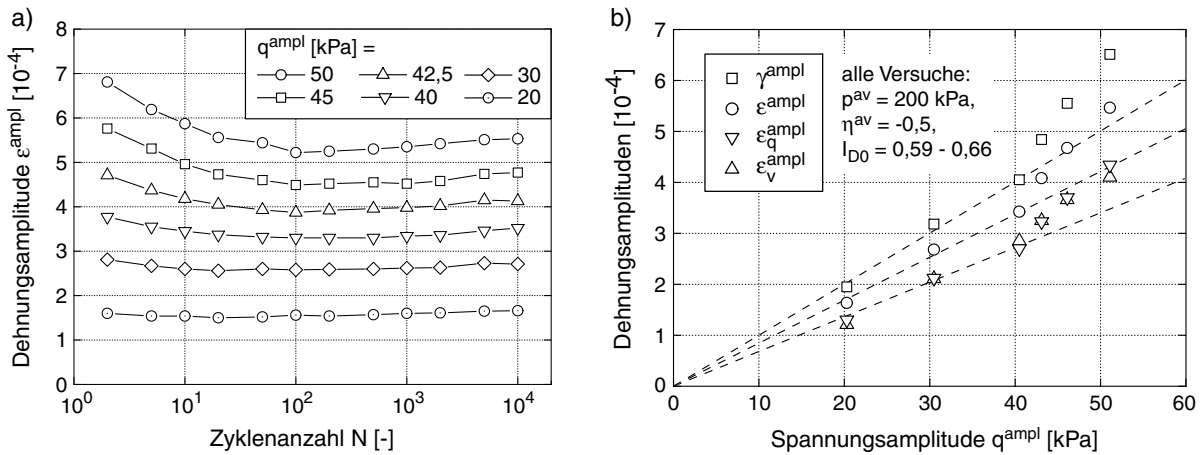 a)
Dehnungsamplitude ε^ampl [10^-4]
8
7
6
5
4
3
2
1
0
q^ampl [kPa] =
50 42,5 30
45 40 20
10^0 10^1 10^2 10^3 10^4
Zyklenanzahl N [-]
b)
Dehnungsamplituden [10^-4]
7
6
5
4
3
2
1
0
γ^ampl
ε^ampl
ε_q^ampl
ε_v^ampl
alle Versuche:
p^av = 200 kPa,
η^av = -0,5,
I_D0 = 0,59 - 0,66
0 10 20 30 40 50 60
Spannungsamplitude q^ampl [kPa]